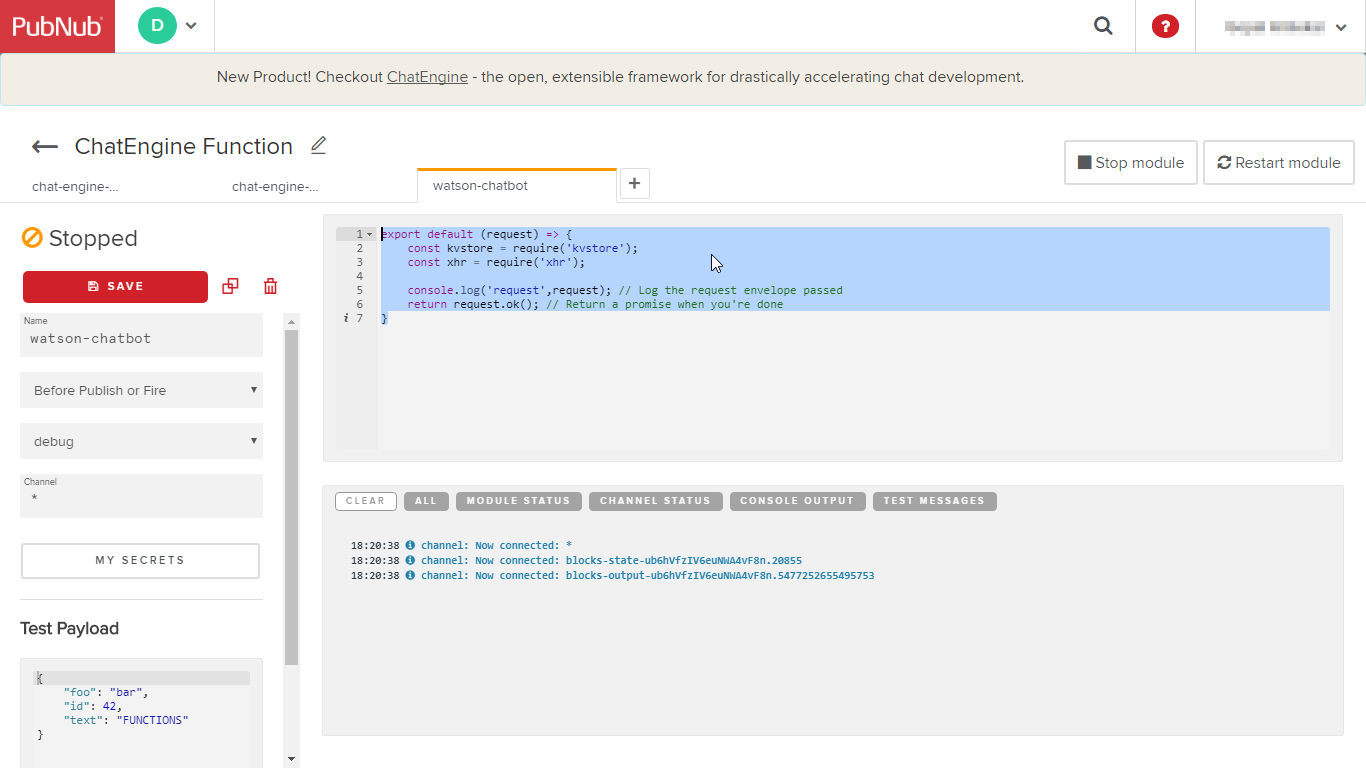 PubNub
D
?
New Product! Checkout ChatEngine - the open, extensible framework for drastically accelerating chat development.
ChatEngine Function
Stop module
Restart module
chat-engine-...
chat-engine-...
watson-chatbot
+
Stopped
SAVE
Name
watson-chatbot
Before Publish or Fire
debug
Channel
*
MY SECRETS
Test Payload
{
"foo": "bar",
"id": 42,
"text": "FUNCTIONS"
}
1 export default (request) => {
2 const kvstore = require('kvstore');
3 const xhr = require('xhr');
4
5 console.log('request',request); // Log the request envelope passed
6 return request.ok(); // Return a promise when you're done
i 7 }
CLEAR ALL MODULE STATUS CHANNEL STATUS CONSOLE OUTPUT TEST MESSAGES
18:20:38 channel: Now connected: *
18:20:38 channel: Now connected: blocks-state-ub6hVfzIV6euNWA4vF8n.20855
18:20:38 channel: Now connected: blocks-output-ub6hVfzIV6euNWA4vF8n.5477252655495753